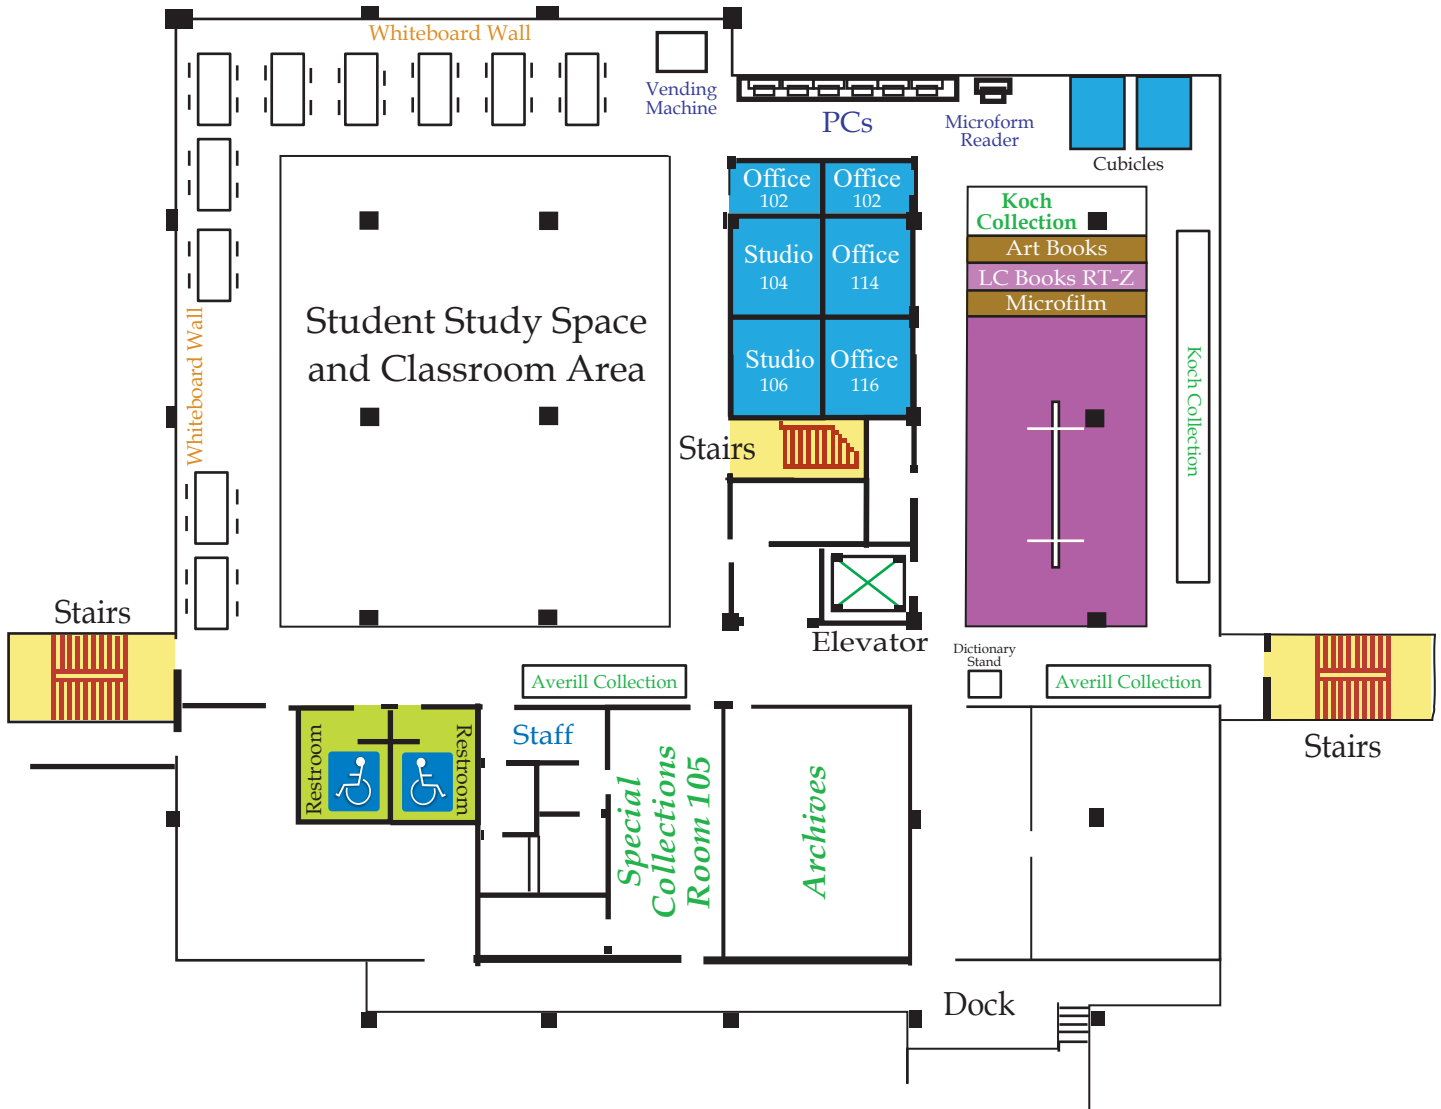 Whiteboard Wall
Vending
Machine
PCs
Microform
Reader
Cubicles
Office
102
Office
102
Koch
Collection
Art Books
LC Books RT-Z
Microfilm
Studio
104
Office
114
Student Study Space
and Classroom Area
Whiteboard Wall
Studio
106
Office
116
Koch Collection
Stairs
Stairs
Elevator
Dictionary
Stand
Averill Collection
Averill Collection
Stairs
Restroom
Restroom
Staff
Special
Collections
Room 105
Archives
Dock